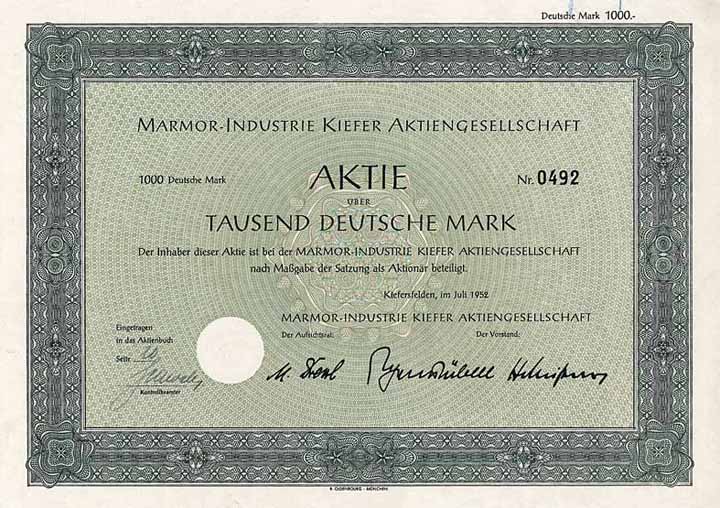 Deutsche Mark 1000.-
MARMOR-INDUSTRIE KIEFER AKTIENGESELLSCHAFT
1000 Deutsche Mark AKTIE Nr. 0492
ÜBER
TAUSEND DEUTSCHE MARK
Der Inhaber dieser Aktie ist bei der MARMOR-INDUSTRIE KIEFER AKTIENGESELLSCHAFT
nach Maßgabe der Satzung als Aktionär beteiligt.
Kiefersfelden, im Juli 1952
MARMOR-INDUSTRIE KIEFER AKTIENGESELLSCHAFT
Der Aufsichtsrat: Der Vorstand:
Eingetragen
in das Aktienbuch
Seite
Kontrollbeamter
R. OLDENBOURG · MÜNCHEN